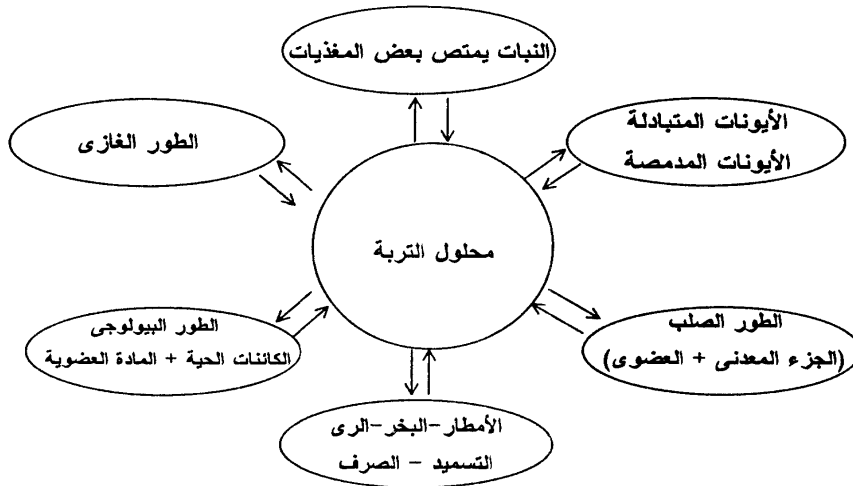 النبات يمتص بعض المغذيات
الأيونات المتبادلة
الأيونات المدمصة
الطور الغازى
محلول التربة
الطور الصلب
(الجزء المعدنى + العضوى)
الطور البيولوجى
الكائنات الحية + المادة العضوية
الأمطار-البخر-الرى
التسميد - الصرف